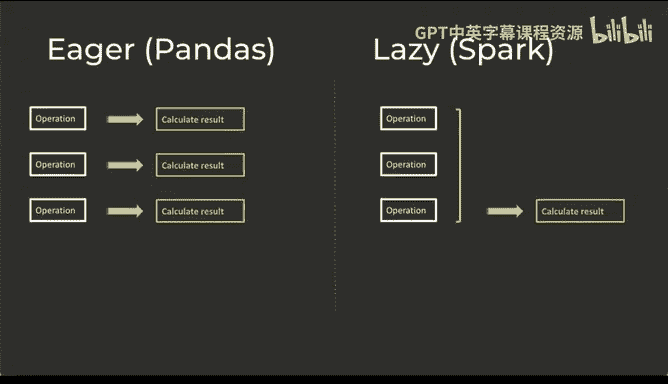 GPT中英字幕课程资源 bilibili
Eager (Pandas)
Lazy (Spark)
Operation
Calculate result
Operation
Calculate result
Operation
Calculate result
Operation
Operation
Operation
Calculate result